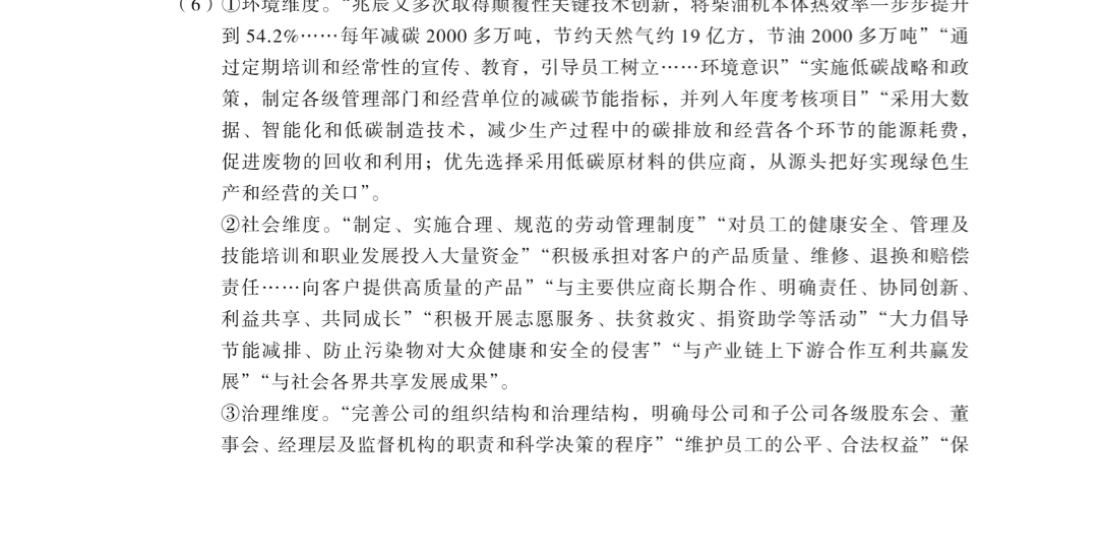 （6）①环境维度。“兆辰又多次取得颠覆性关键技术创新，将柴油机本体热效率一步步提升
到 54.2%……每年减碳 2000 多万吨，节约天然气约 19 亿方，节油 2000 多万吨”“通
过定期培训和经常性的宣传、教育，引导员工树立……环境意识”“实施低碳战略和政
策，制定各级管理部门和经营单位的减碳节能指标，并列入年度考核项目”“采用大数
据、智能化和低碳制造技术，减少生产过程中的碳排放和经营各个环节的能源耗费，
促进废物的回收和利用；优先选择采用低碳原材料的供应商，从源头把好实现绿色生
产和经营的关口”。
②社会维度。“制定、实施合理、规范的劳动管理制度”“对员工的健康安全、管理及
技能培训和职业发展投入大量资金”“积极承担对客户的产品质量、维修、退换和赔偿
责任……向客户提供高质量的产品”“与主要供应商长期合作、明确责任、协同创新、
利益共享、共同成长”“积极开展志愿服务、扶贫救灾、捐资助学等活动”“大力倡导
节能减排、防止污染物对大众健康和安全的侵害”“与产业链上下游合作互利共赢发
展”“与社会各界共享发展成果”。
③治理维度。“完善公司的组织结构和治理结构，明确母公司和子公司各级股东会、董
事会、经理层及监督机构的职责和科学决策的程序”“维护员工的公平、合法权益”“保